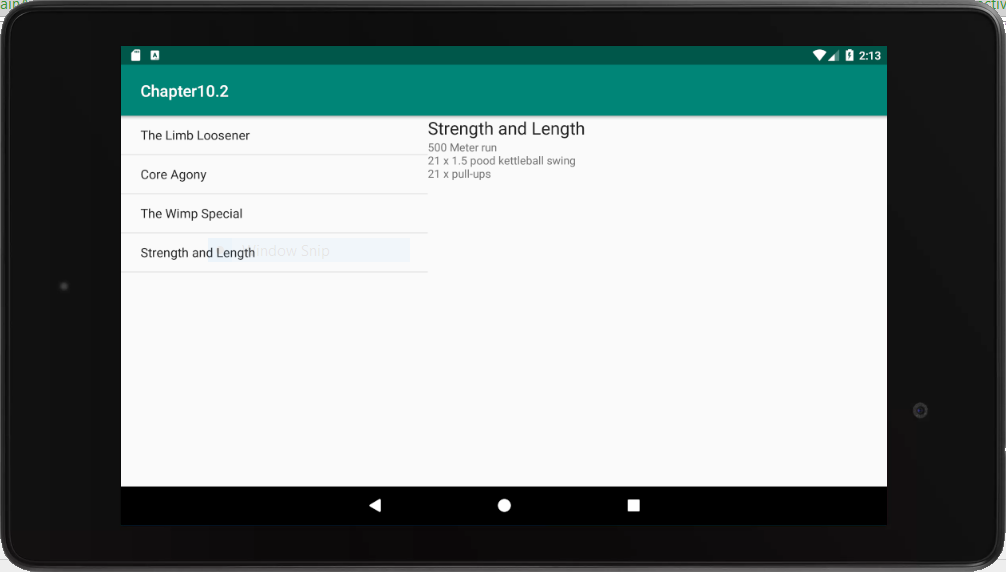 2:13
Chapter10.2
The Limb Loosener
Core Agony
The Wimp Special
Strength and Length
Window Snip
Strength and Length
500 Meter run
21 x 1.5 pood kettleball swing
21 x pull-ups